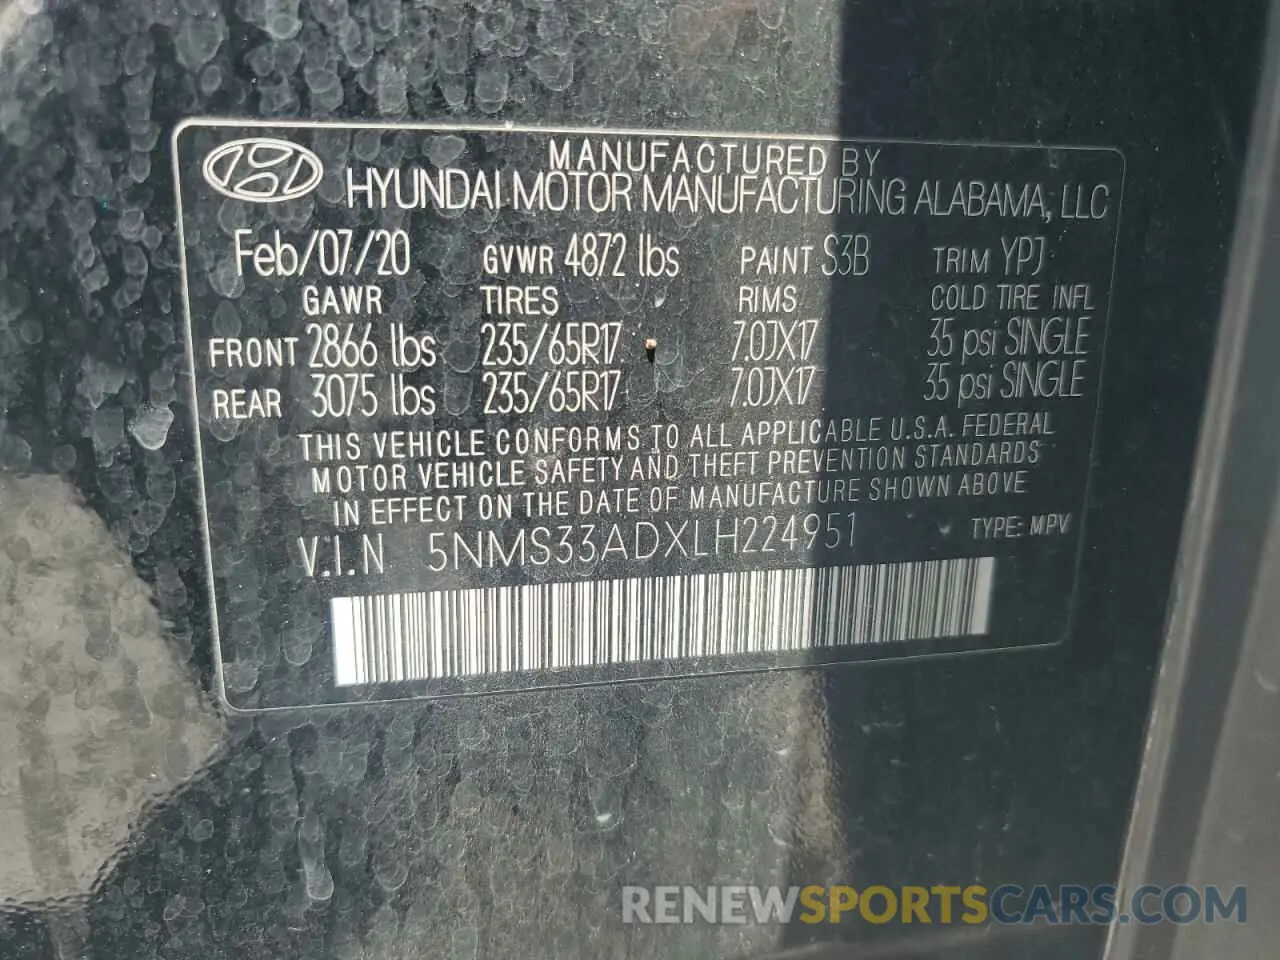 MANUFACTURED BY
HYUNDAI MOTOR MANUFACTURING ALABAMA, LLC
Feb/07/20 GVWR 4872 lbs PAINT S3B TRIM YPJ
GAWR TIRES RIMS COLD TIRE INFL
FRONT 2866 lbs 235/65R17 7.0JX17 35 psi SINGLE
REAR 3075 lbs 235/65R17 7.0JX17 35 psi SINGLE
THIS VEHICLE CONFORMS TO ALL APPLICABLE U.S.A. FEDERAL
MOTOR VEHICLE SAFETY AND THEFT PREVENTION STANDARDS
IN EFFECT ON THE DATE OF MANUFACTURE SHOWN ABOVE
V.I.N 5NMS33ADXLH224951 TYPE: MPV
RENEWSPORTSCARS.COM